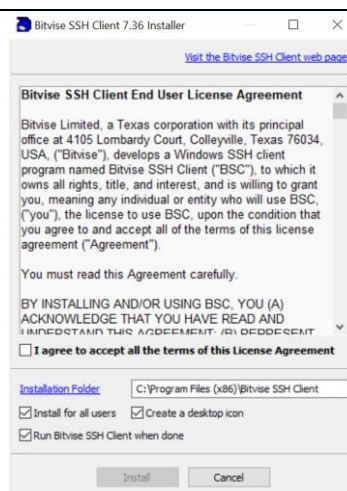 Bitvise SSH Client 7.36 Installer
Visit the Bitvise SSH Client web page
Bitvise SSH Client End User License Agreement
Bitvise Limited, a Texas corporation with its principal
office at 4105 Lombardy Court, Colleyville, Texas 76034,
USA, ("Bitvise"), develops a Windows SSH client
program named Bitvise SSH Client ("BSC"), to which it
owns all rights, title, and interest, and is willing to grant
you, meaning any individual or entity who will use BSC,
("you"), the license to use BSC, upon the condition that
you agree to and accept all of the terms of this license
agreement ("Agreement").
You must read this Agreement carefully.
BY INSTALLING AND/OR USING BSC, YOU (A)
ACKNOWLEDGE THAT YOU HAVE READ AND
UNDERSTAND THIS AGREEMENT; (B) REPRESENT
I agree to accept all the terms of this License Agreement
Installation Folder C:\Program Files (x86)\Bitvise SSH Client
Install for all users Create a desktop icon
Run Bitvise SSH Client when done
Install Cancel